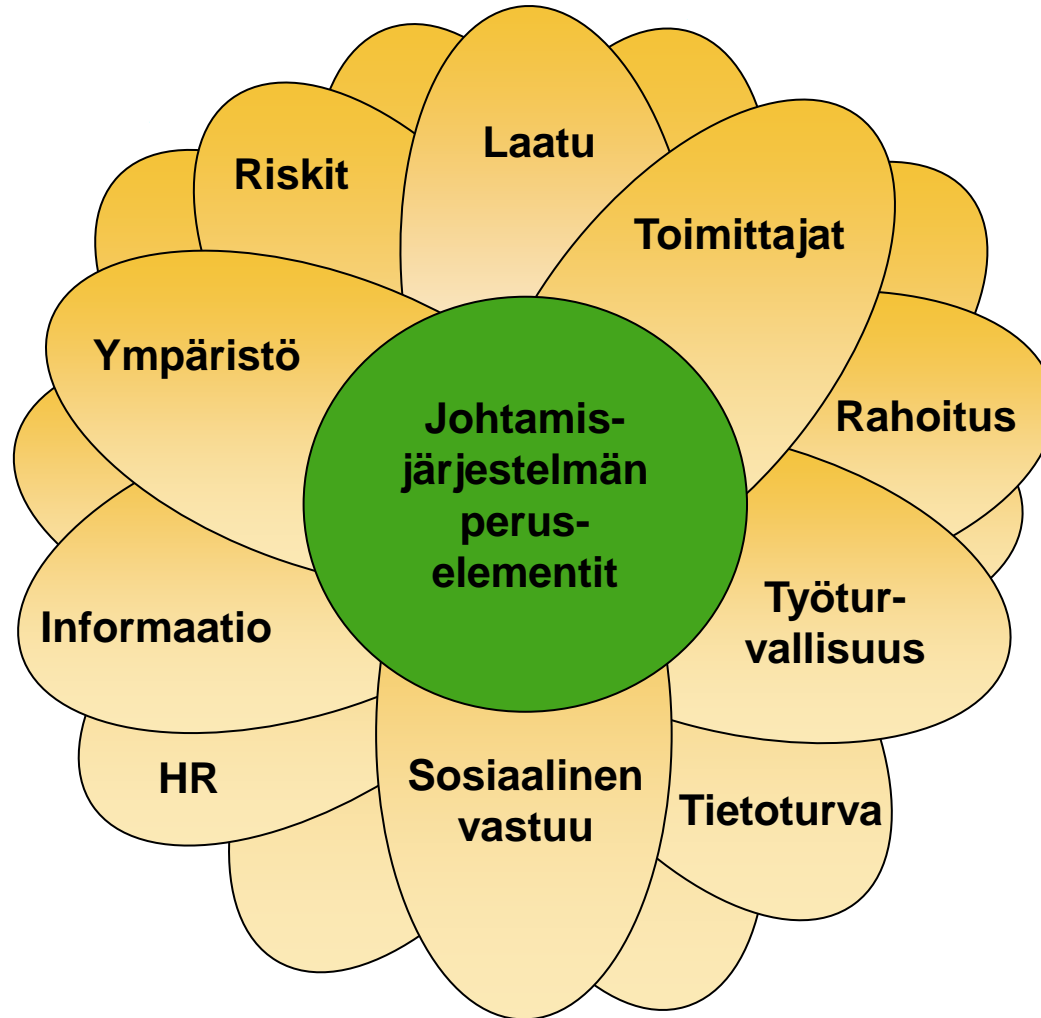 Laatu
Riskit
Toimittajat
Ympäristö
Rahoitus
Johtamis-
järjestelmän
perus-
elementit
Työtur-
vallisuus
Informaatio
HR
Sosiaalinen
vastuu
Tietoturva